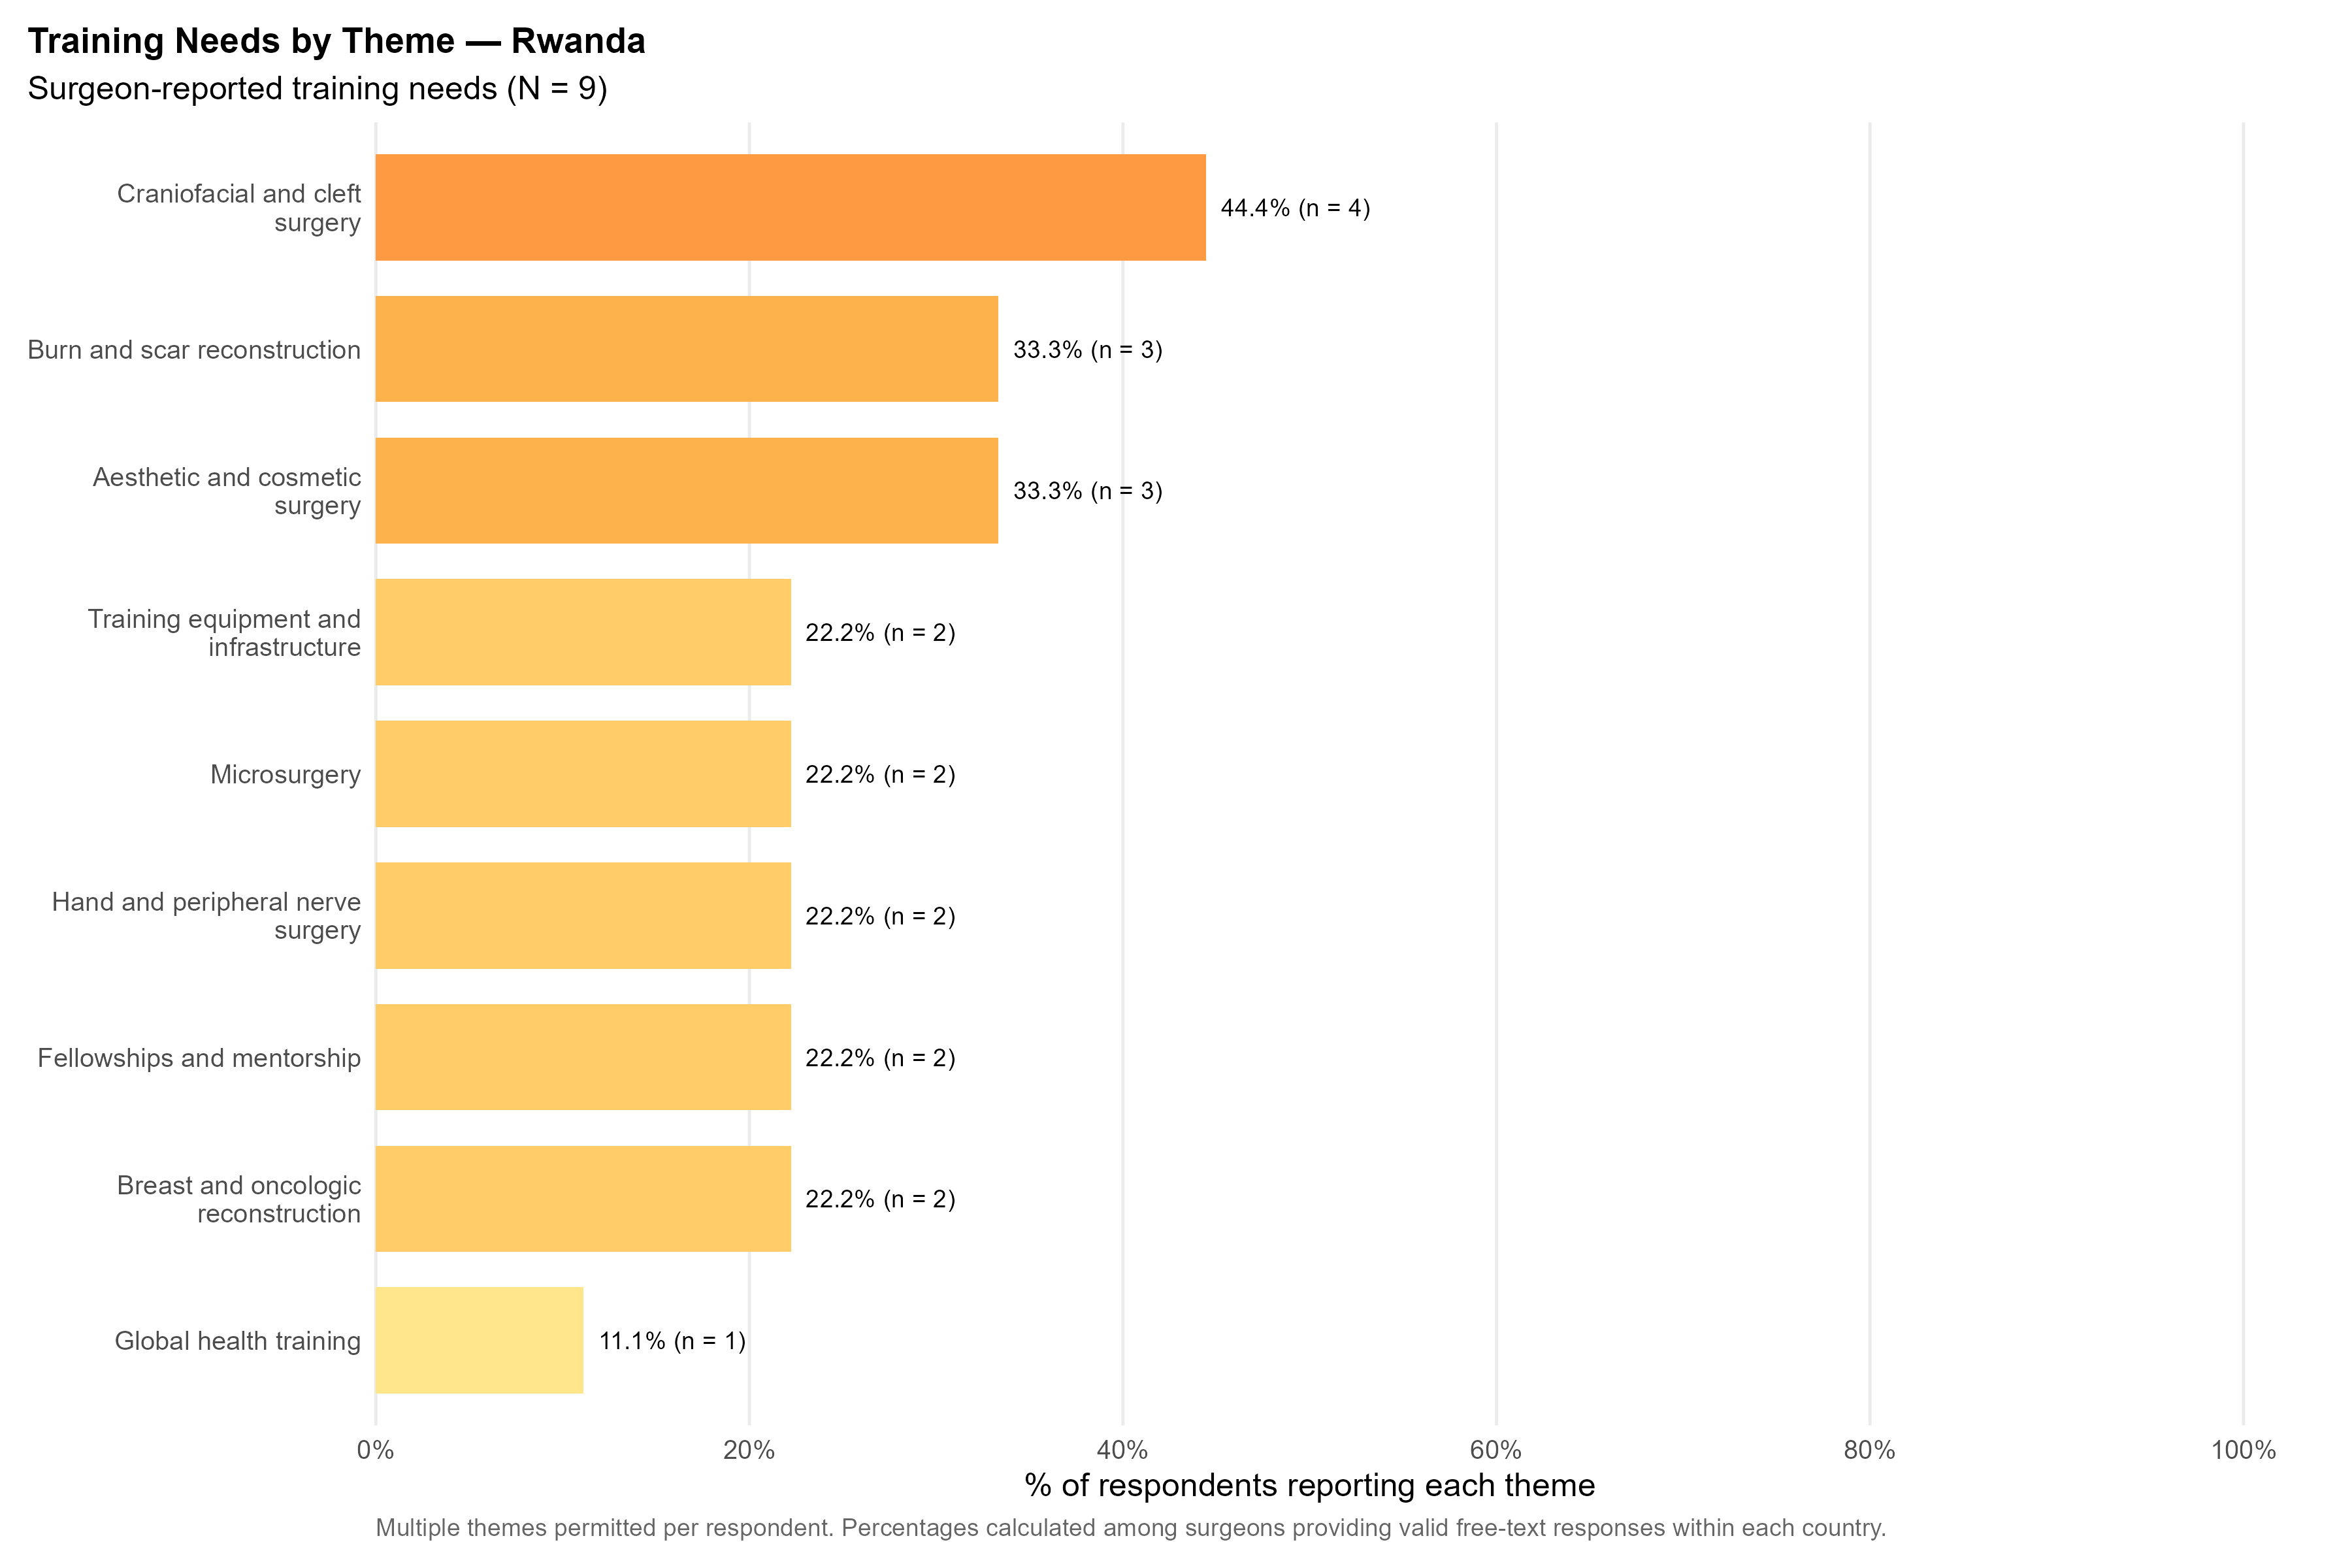 Training Needs by Theme — Rwanda
Surgeon-reported training needs (N = 9)
Craniofacial and cleft
surgery
44.4% (n = 4)
Burn and scar reconstruction
33.3% (n = 3)
Aesthetic and cosmetic
surgery
33.3% (n = 3)
Training equipment and
infrastructure
22.2% (n = 2)
Microsurgery
22.2% (n = 2)
Hand and peripheral nerve
surgery
22.2% (n = 2)
Fellowships and mentorship
22.2% (n = 2)
Breast and oncologic
reconstruction
22.2% (n = 2)
Global health training
11.1% (n = 1)
0% 20% 40% 60% 80% 100%
% of respondents reporting each theme
Multiple themes permitted per respondent. Percentages calculated among surgeons providing valid free-text responses within each country.